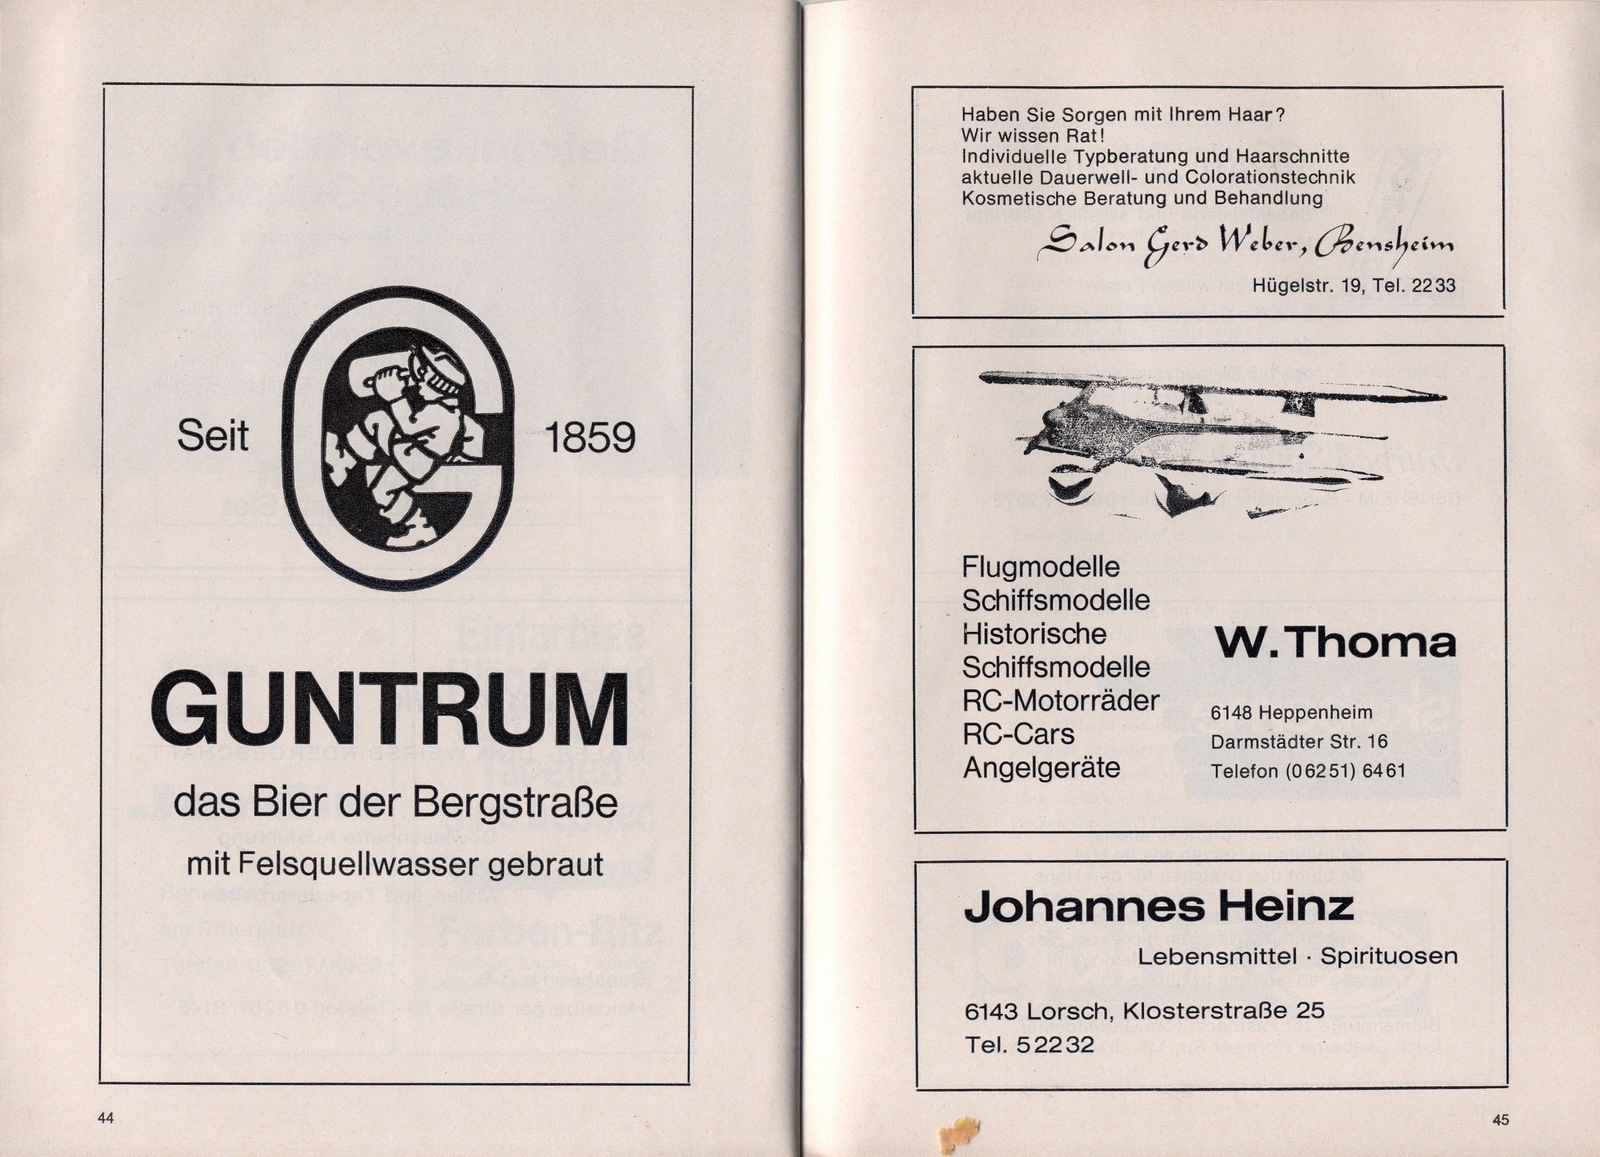 Seit 1859
GUNTRUM
das Bier der Bergstraße
mit Felsquellwasser gebraut
44
Haben Sie Sorgen mit Ihrem Haar?
Wir wissen Rat!
Individuelle Typberatung und Haarschnitte
aktuelle Dauerwell- und Colorationstechnik
Kosmetische Beratung und Behandlung
Salon Gerd Weber, Bensheim
Hügelstr. 19, Tel. 2233
Flugmodelle
Schiffsmodelle
Historische
Schiffsmodelle
RC-Motorräder
RC-Cars
Angelgeräte
W. Thoma
6148 Heppenheim
Darmstädter Str. 16
Telefon (06251) 6461
Johannes Heinz
Lebensmittel · Spirituosen
6143 Lorsch, Klosterstraße 25
Tel. 52232
45